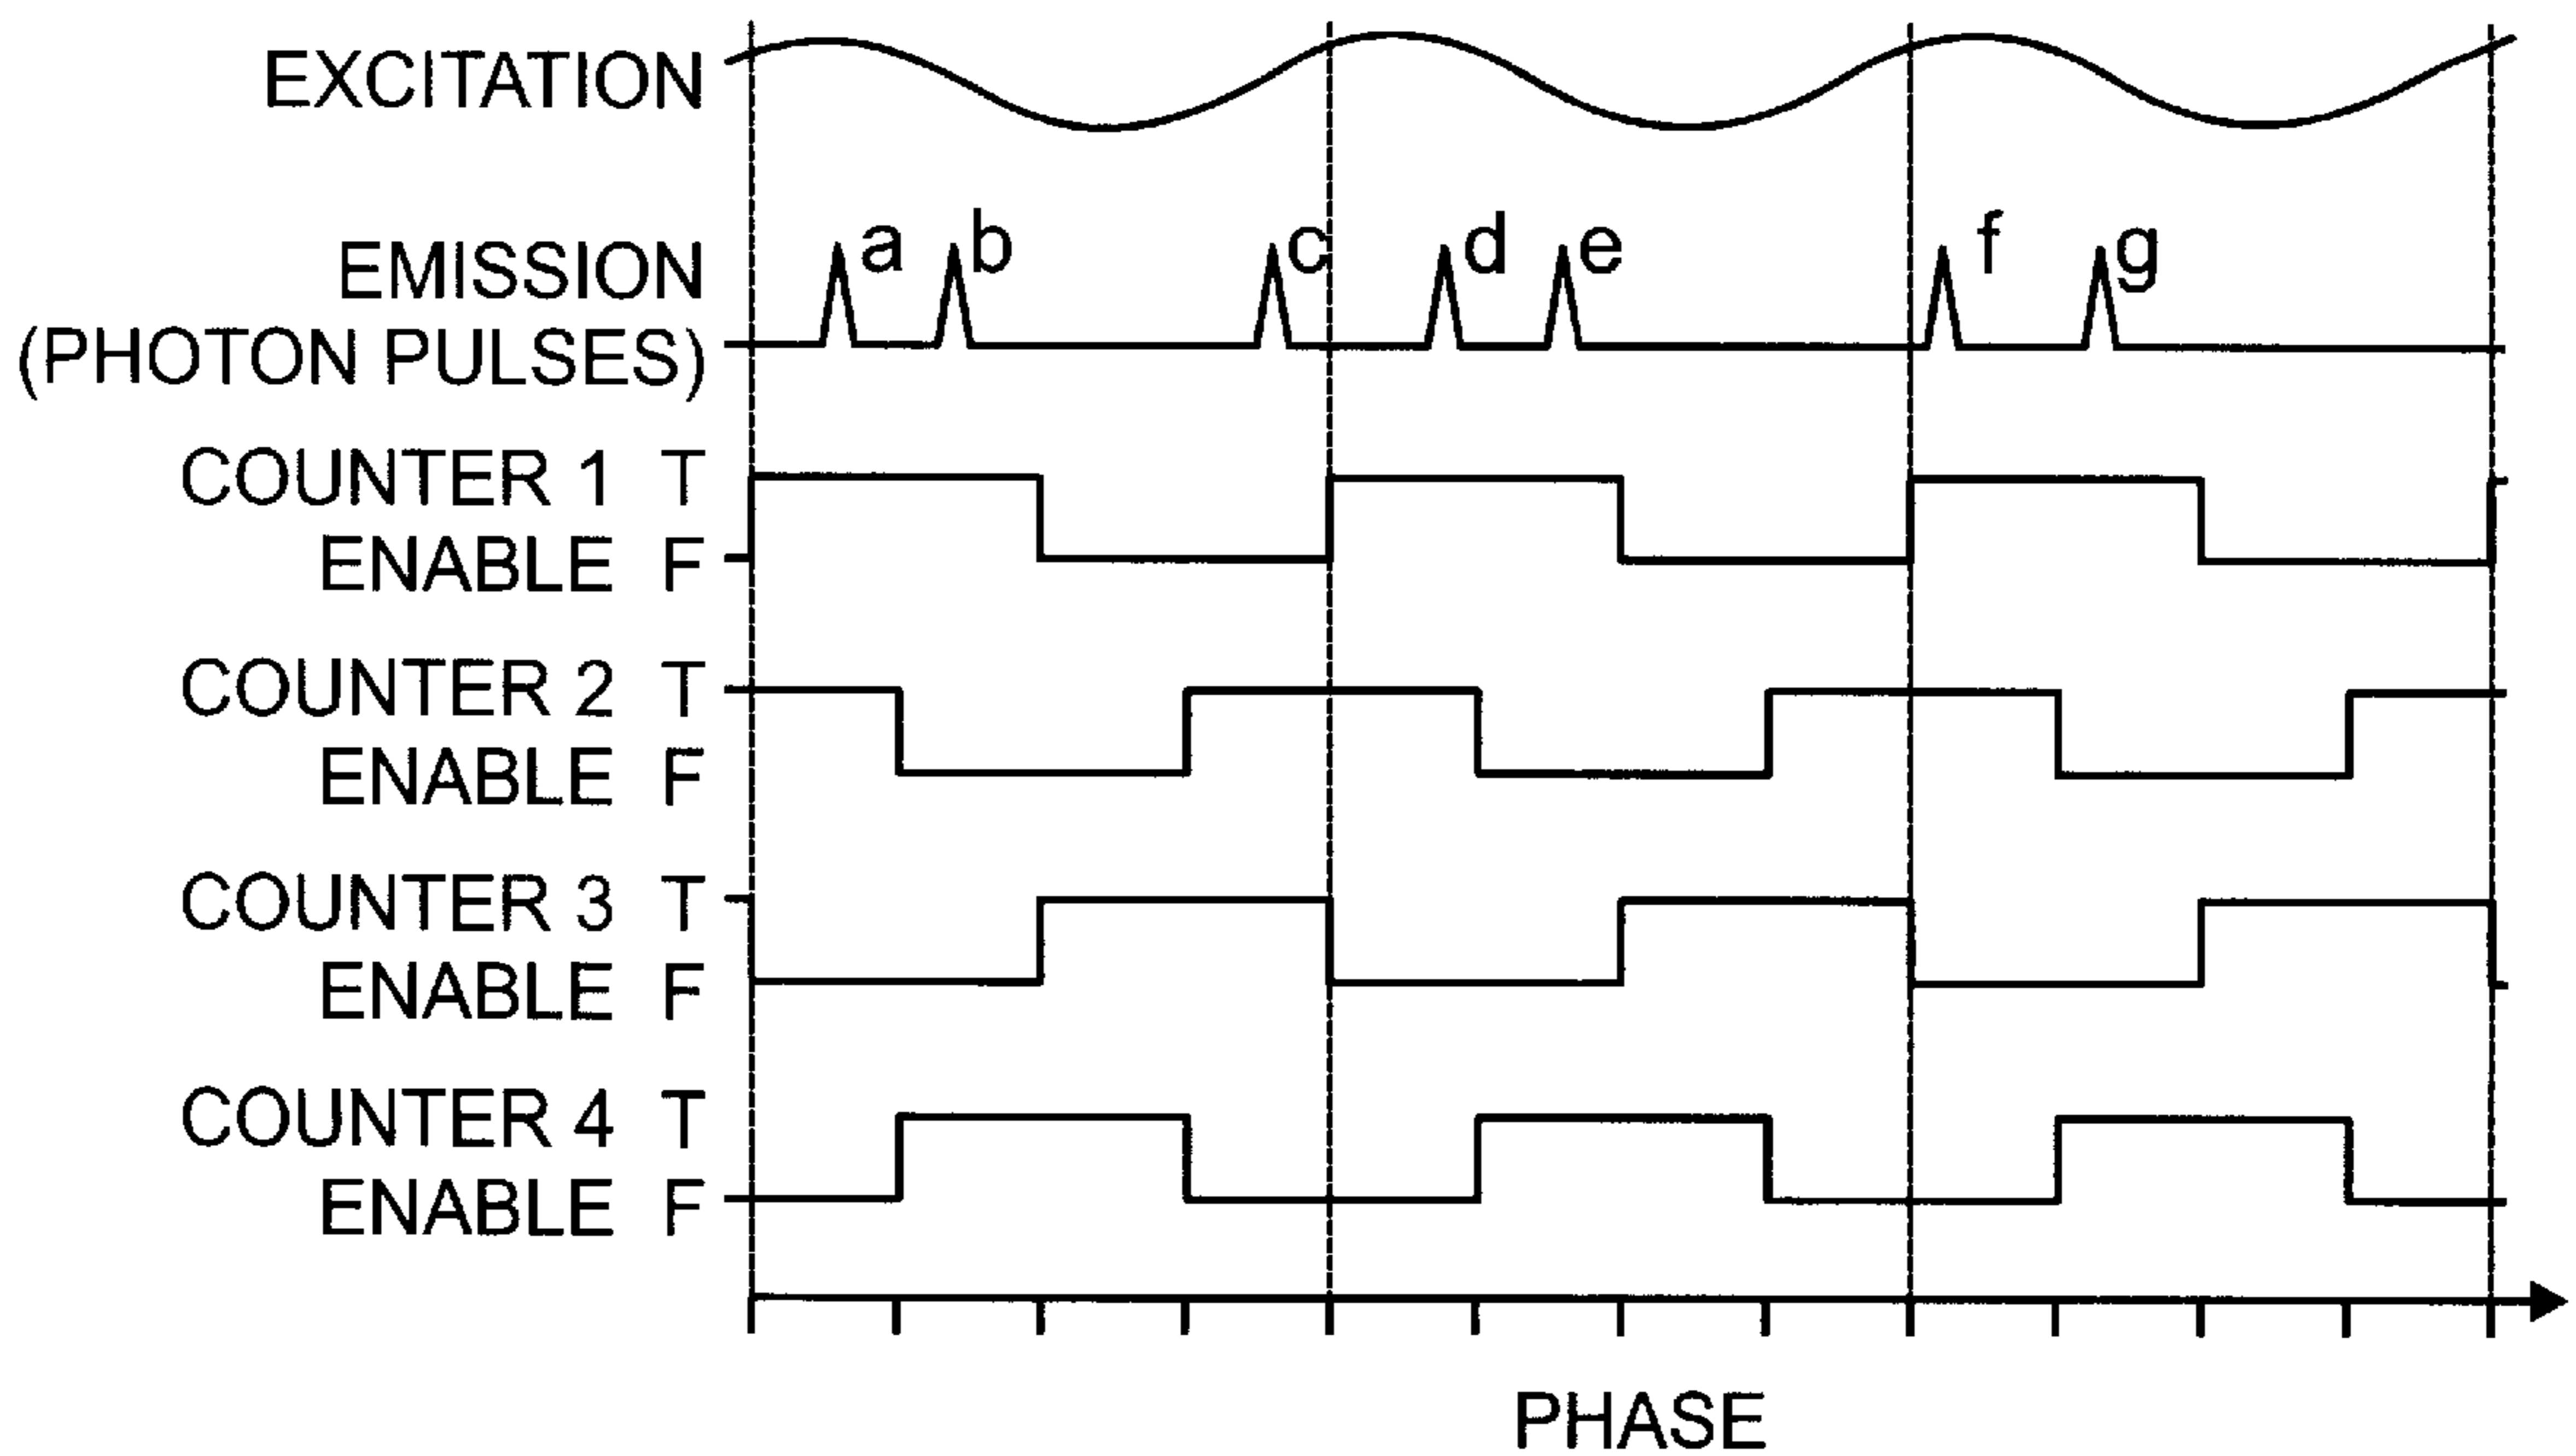 EXCITATION
a b c d e f g
EMISSION
(PHOTON PULSES)
COUNTER 1 T
ENABLE F
COUNTER 2 T
ENABLE F
COUNTER 3 T
ENABLE F
COUNTER 4 T
ENABLE F
PHASE